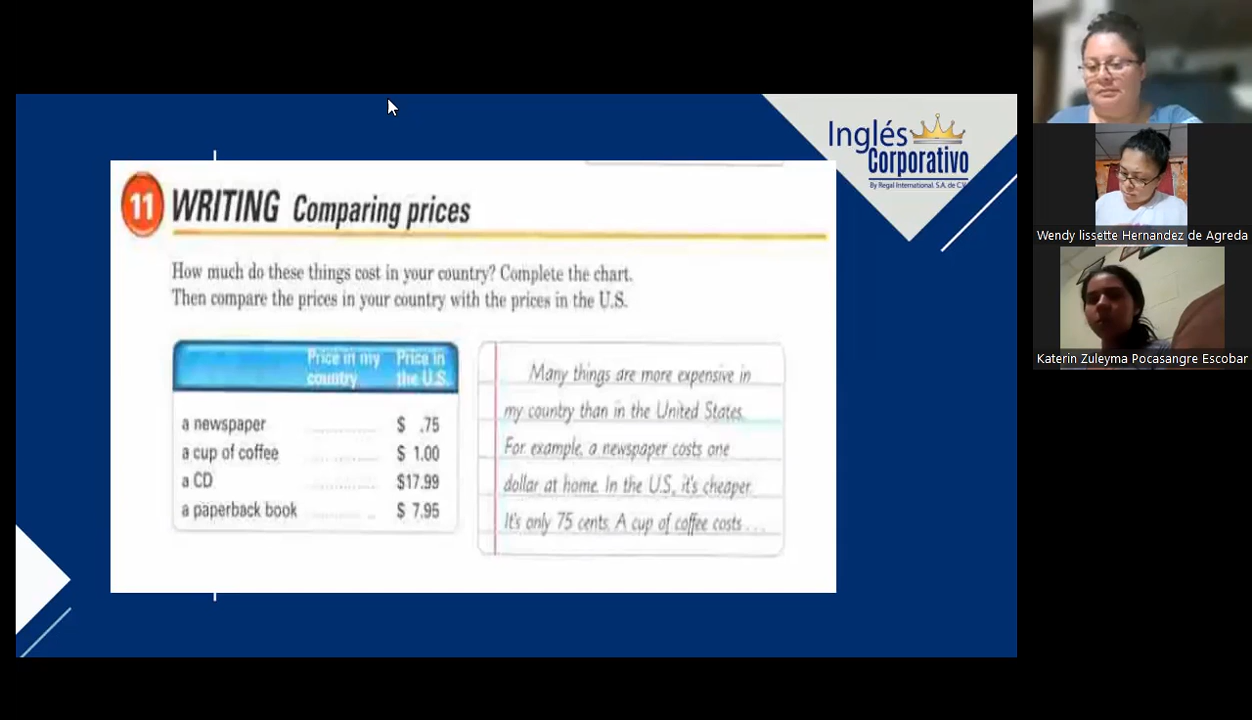 Inglés
Corporativo
By Regal International. S.A. de C.V.
11 WRITING Comparing prices
How much do these things cost in your country? Complete the chart.
Then compare the prices in your country with the prices in the U.S.
Price in my country
Price in the U.S.
a newspaper ............ $ .75
a cup of coffee ............ $ 1.00
a CD ............ $17.99
a paperback book ............ $ 7.95
Many things are more expensive in
my country than in the United States.
For example, a newspaper costs one
dollar at home. In the U.S., it's cheaper.
It's only 75 cents. A cup of coffee costs . . .
Wendy lissette Hernandez de Agreda
Katerin Zuleyma Pocasangre Escobar